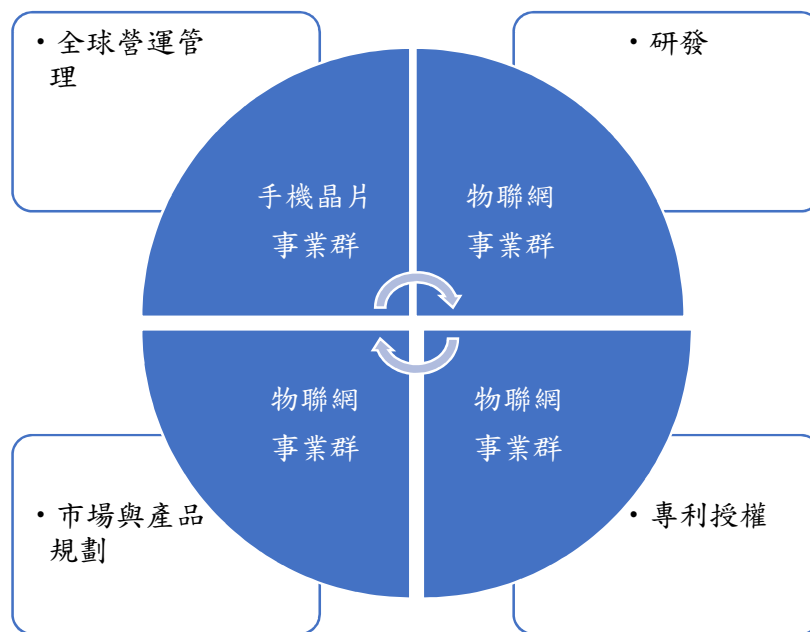 ・全球營運管
理
・研發
手機晶片
事業群
物聯網
事業群
物聯網
事業群
物聯網
事業群
・市場與產品
規劃
・專利授權